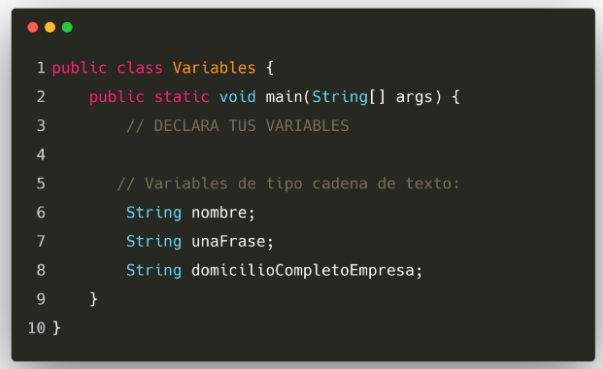 1 public class Variables {
2 public static void main(String[] args) {
3 // DECLARA TUS VARIABLES
4
5 // Variables de tipo cadena de texto:
6 String nombre;
7 String unaFrase;
8 String domicilioCompletoEmpresa;
9 }
10 }